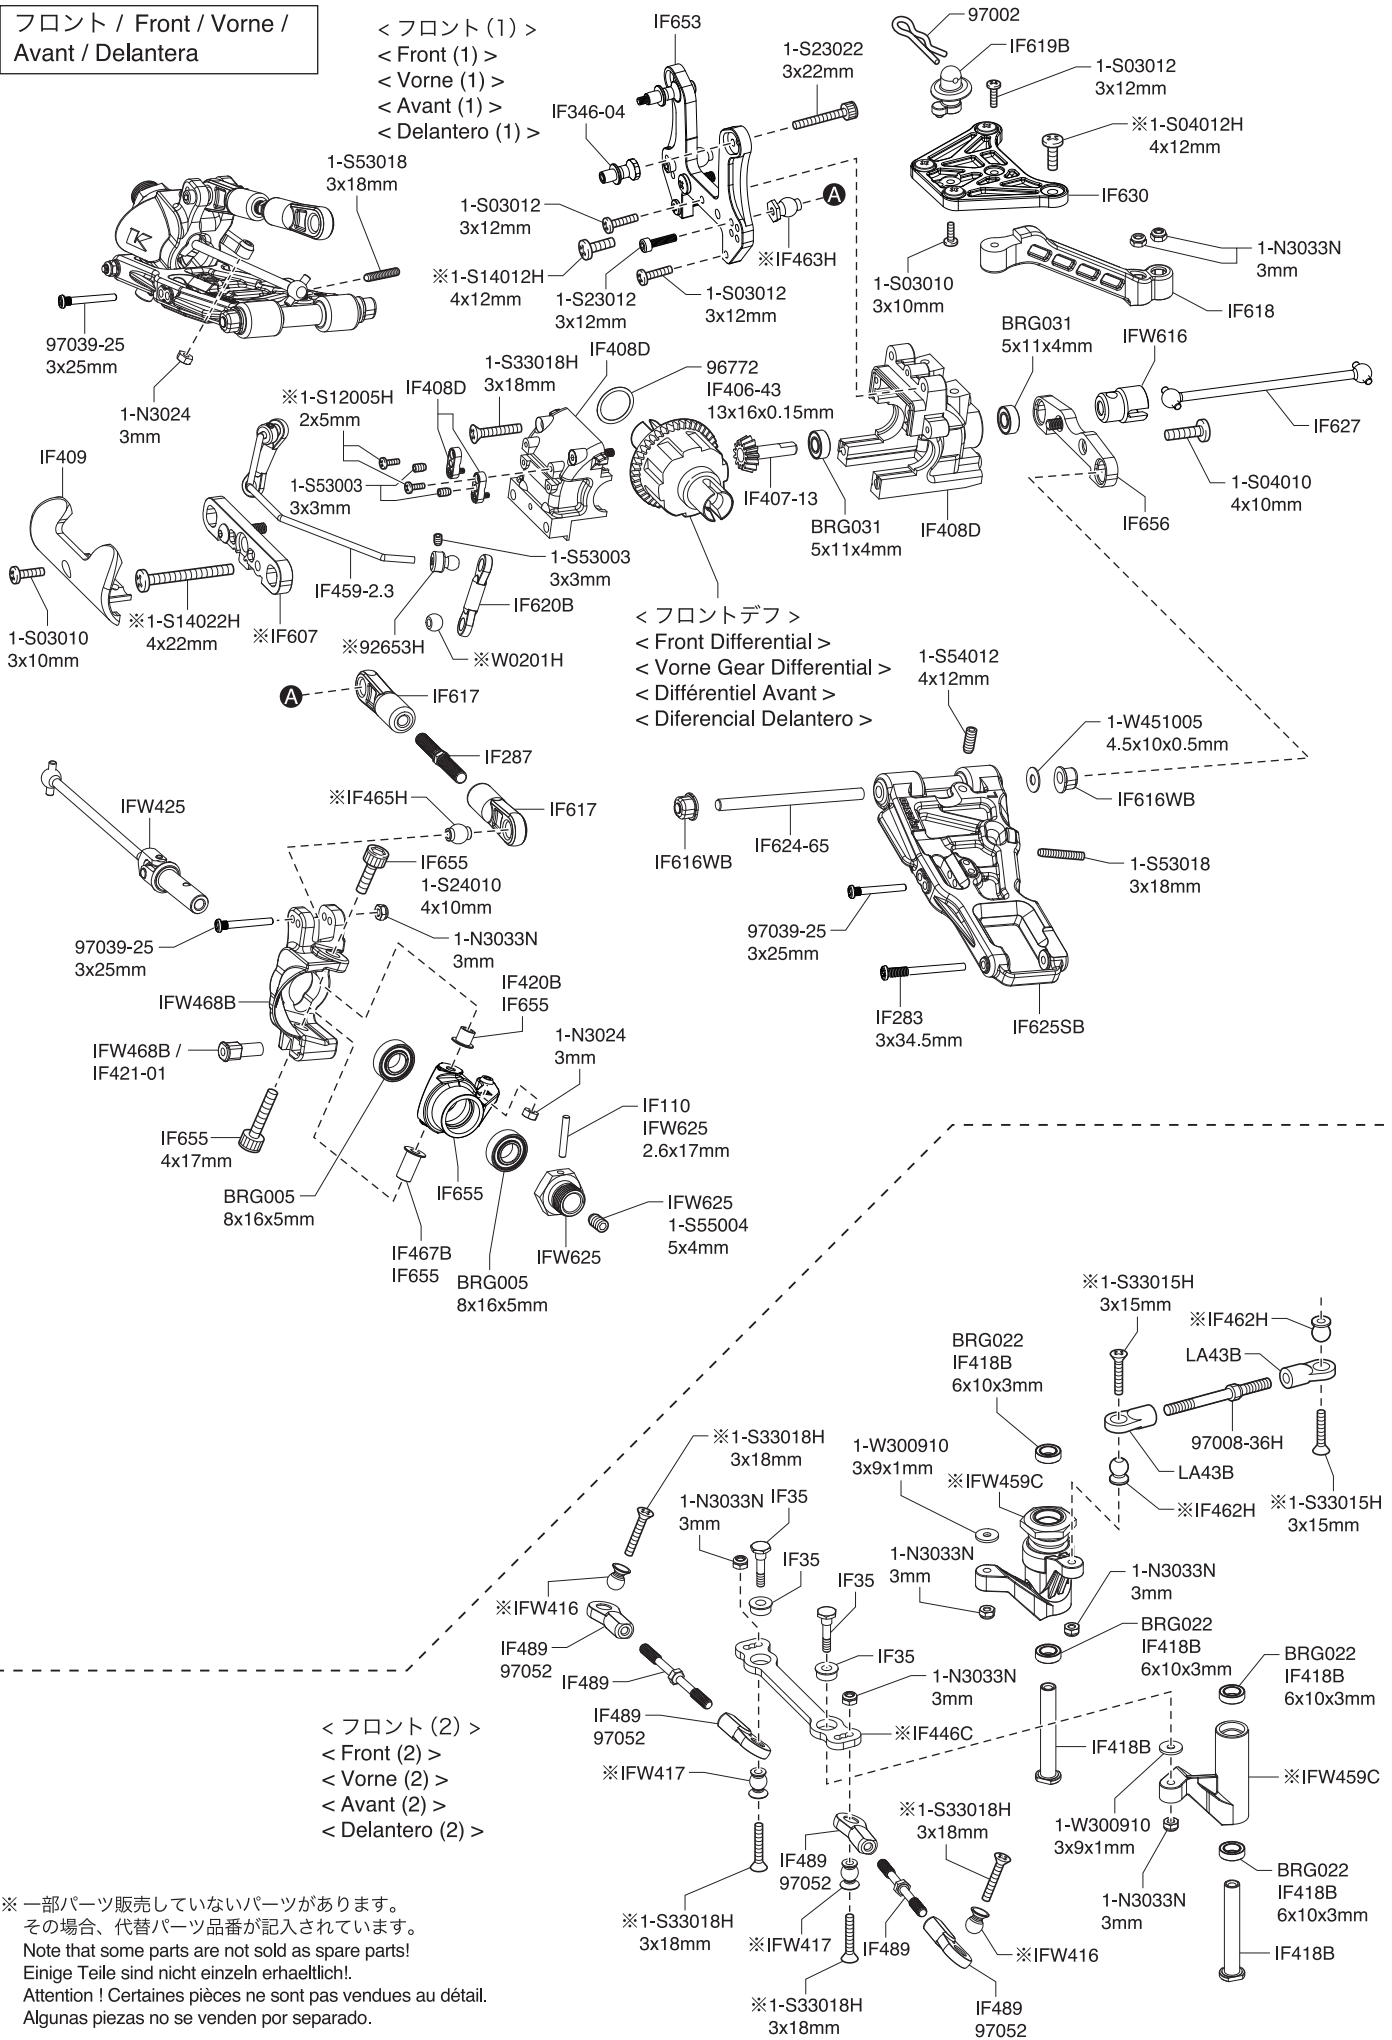 フロント / Front / Vorne /
Avant / Delantera
< フロント (1) >
< Front (1) >
< Vorne (1) >
< Avant (1) >
< Delantero (1) >
IF653
1-S23022
3x22mm
97002
IF619B
1-S03012
3x12mm
※1-S04012H
4x12mm
IF630
IF346-04
1-S53018
3x18mm
1-S03012
3x12mm
※1-S14012H
4x12mm
1-S23012
3x12mm
A
※IF463H
1-S03012
3x12mm
1-S03010
3x10mm
1-N3033N
3mm
IF618
K
97039-25
3x25mm
1-N3024
3mm
1-S33018H
3x18mm
IF408D
96772
IF406-43
13x16x0.15mm
BRG031
5x11x4mm
IFW616
IF627
※1-S12005H
2x5mm
IF408D
IF409
1-S53003
3x3mm
IF407-13
BRG031
5x11x4mm
IF408D
IF656
1-S04010
4x10mm
1-S53003
3x3mm
IF459-2.3
IF620B
1-S03010
3x10mm
※1-S14022H
4x22mm
※IF607
※92653H
※W0201H
< フロントデフ >
< Front Differential >
< Vorne Gear Differential >
< Différentiel Avant >
< Diferencial Delantero >
1-S54012
4x12mm
1-W451005
4.5x10x0.5mm
IF616WB
A
IF617
IF287
IF617
※IF465H
IFW425
IF616WB
IF624-65
IF655
1-S24010
4x10mm
1-S53018
3x18mm
97039-25
3x25mm
1-N3033N
3mm
97039-25
3x25mm
IFW468B
IF420B
IF655
IF283
3x34.5mm
IF625SB
IFW468B /
IF421-01
1-N3024
3mm
IF110
IFW625
2.6x17mm
IF655
4x17mm
BRG005
8x16x5mm
IF655
IF467B
IF655
BRG005
8x16x5mm
IFW625
IFW625
1-S55004
5x4mm
※1-S33015H
3x15mm
※IF462H
LA43B
BRG022
IF418B
6x10x3mm
97008-36H
LA43B
※IF462H
※1-S33015H
3x15mm
※1-S33018H
3x18mm
1-W300910
3x9x1mm
※IFW459C
1-N3033N
3mm
IF35
IF35
1-N3033N
3mm
1-N3033N
3mm
※IFW416
IF35
IF35
BRG022
IF418B
6x10x3mm
BRG022
IF418B
6x10x3mm
IF489
97052
IF489
1-N3033N
3mm
IF489
97052
※IF446C
IF418B
※IFW417
※IFW459C
< フロント (2) >
< Front (2) >
< Vorne (2) >
< Avant (2) >
< Delantero (2) >
※1-S33018H
3x18mm
1-W300910
3x9x1mm
IF489
97052
BRG022
IF418B
6x10x3mm
1-N3033N
3mm
※1-S33018H
3x18mm
※IFW417
IF489
※IFW416
IF418B
※1-S33018H
3x18mm
IF489
97052
※ 一部パーツ販売していないパーツがあります。
その場合、代替パーツ品番が記入されています。
Note that some parts are not sold as spare parts!
Einige Teile sind nicht einzeln erhaeltlich!.
Attention ! Certaines pièces ne sont pas vendues au détail.
Algunas piezas no se venden por separado.